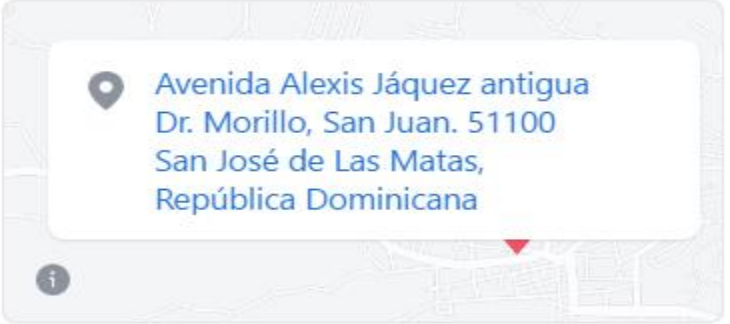 Avenida Alexis Jáquez antigua
Dr. Morillo, San Juan. 51100
San José de Las Matas,
República Dominicana